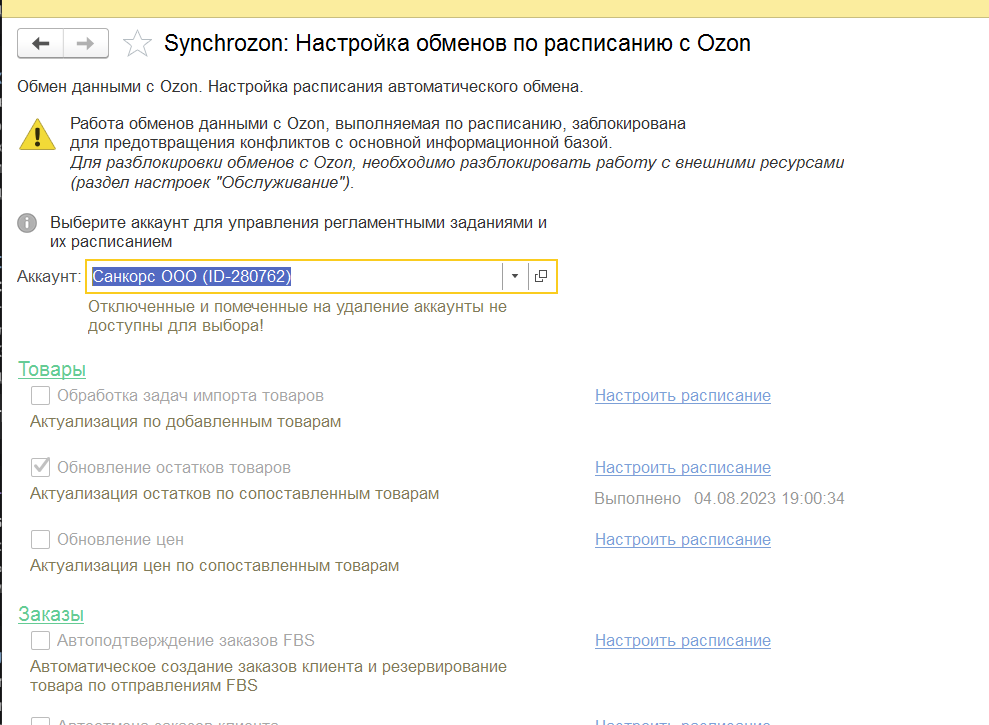 Synchrozon: Настройка обменов по расписанию с Ozon
Обмен данными с Ozon. Настройка расписания автоматического обмена.
Работа обменов данными с Ozon, выполняемая по расписанию, заблокирована
для предотвращения конфликтов с основной информационной базой.
Для разблокировки обменов с Ozon, необходимо разблокировать работу с внешними ресурсами
(раздел настроек "Обслуживание").
Выберите аккаунт для управления регламентными заданиями и
их расписанием
Аккаунт: Санкорс ООО (ID-280762)
Отключенные и помеченные на удаление аккаунты не
доступны для выбора!
Товары
Обработка задач импорта товаров Настроить расписание
Актуализация по добавленным товарам
Обновление остатков товаров Настроить расписание
Актуализация остатков по сопоставленным товарам Выполнено 04.08.2023 19:00:34
Обновление цен Настроить расписание
Актуализация цен по сопоставленным товарам
Заказы
Автоподтверждение заказов FBS Настроить расписание
Автоматическое создание заказов клиента и резервирование
товара по отправлениям FBS
Автоотмена заказов клиента Настроить расписание